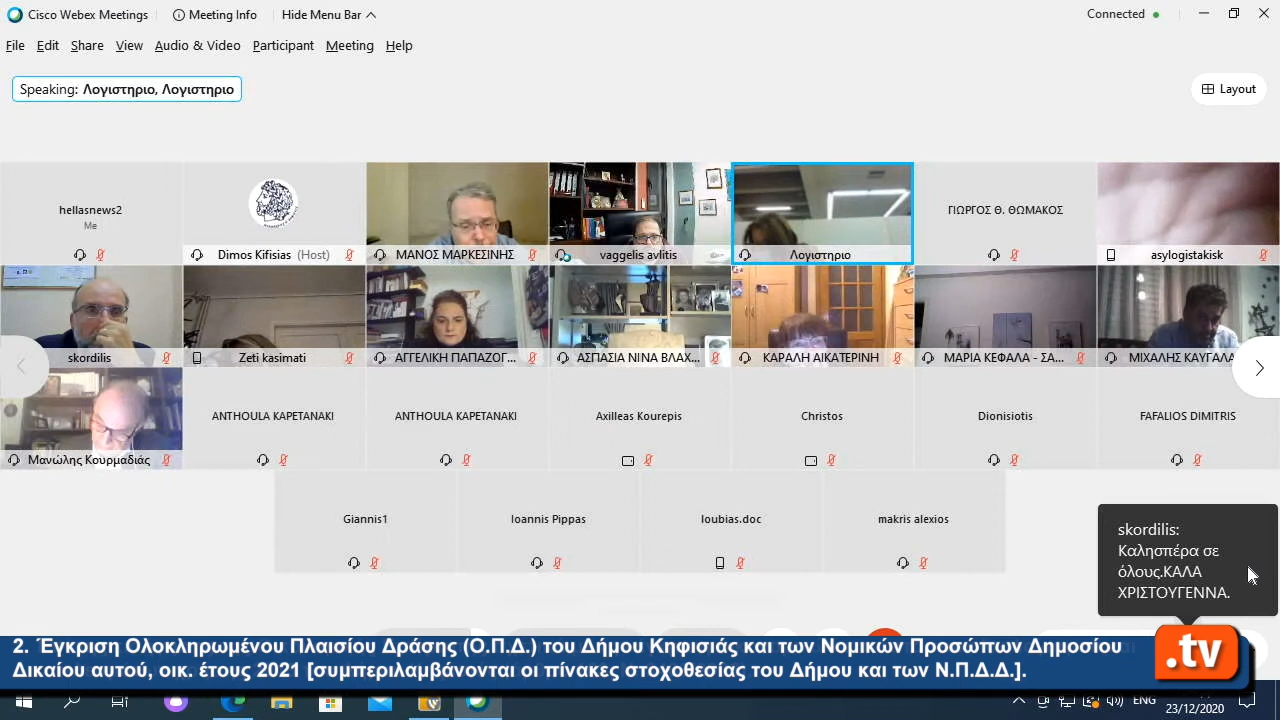 Cisco Webex Meetings
Meeting Info
Hide Menu Bar
Connected
File Edit Share View Audio & Video Participant Meeting Help
Speaking: Λογιστηριο, Λογιστηριο
Layout
hellasnews2
Me
Dimos Kifisias (Host)
ΜΑΝΟΣ ΜΑΡΚΕΣΙΝΗΣ
vaggelis avlitis
Λογιστηριο
ΓΙΩΡΓΟΣ Θ. ΘΩΜΑΚΟΣ
asylogistakisk
skordilis
Zeti kasimati
ΑΓΓΕΛΙΚΗ ΠΑΠΑΖΟΓ...
ΑΣΠΑΣΙΑ ΝΙΝΑ ΒΛΑΧ...
ΚΑΡΑΛΗ ΑΙΚΑΤΕΡΙΝΗ
ΜΑΡΙΑ ΚΕΦΑΛΑ - ΣΑ...
ΜΙΧΑΛΗΣ ΚΑΥΓΑΛΑ
Μανώλης Κουρμαδιάς
ANTHOULA KAPETANAKI
ANTHOULA KAPETANAKI
Axilleas Kourepis
Christos
Dionisiotis
FAFALIOS DIMITRIS
Giannis1
Ioannis Pippas
loubias.doc
makris alexios
skordilis:
Καλησπέρα σε
όλους.ΚΑΛΑ
ΧΡΙΣΤΟΥΓΕΝΝΑ.
2. Έγκριση Ολοκληρωμένου Πλαισίου Δράσης (Ο.Π.Δ.) του Δήμου Κηφισιάς και των Νομικών Προσώπων Δημοσίου
Δικαίου αυτού, οικ. έτους 2021 [συμπεριλαμβάνονται οι πίνακες στοχοθεσίας του Δήμου και των Ν.Π.Δ.Δ.].
.tv
ENG
23/12/2020